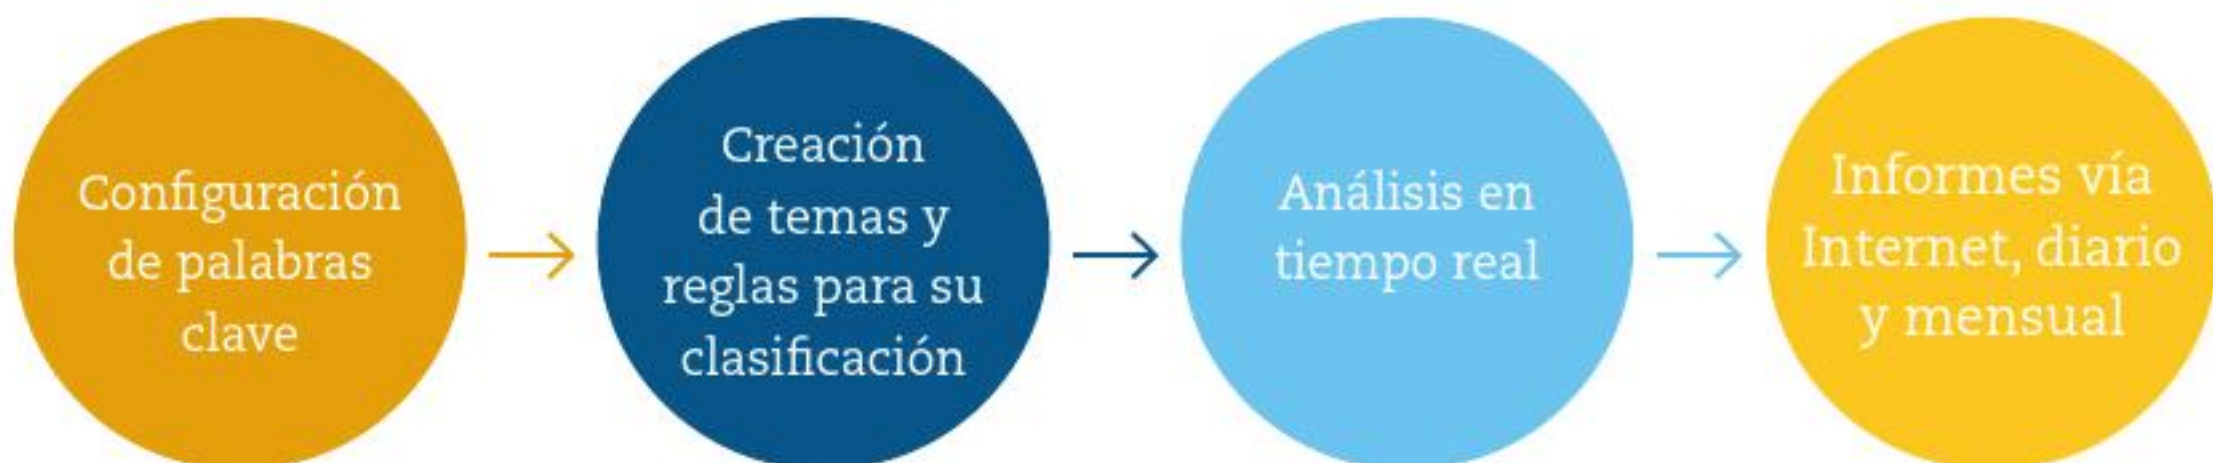 Configuración
de palabras
clave
Creación
de temas y
reglas para su
clasificación
Análisis en
tiempo real
Informes vía
Internet, diario
y mensual